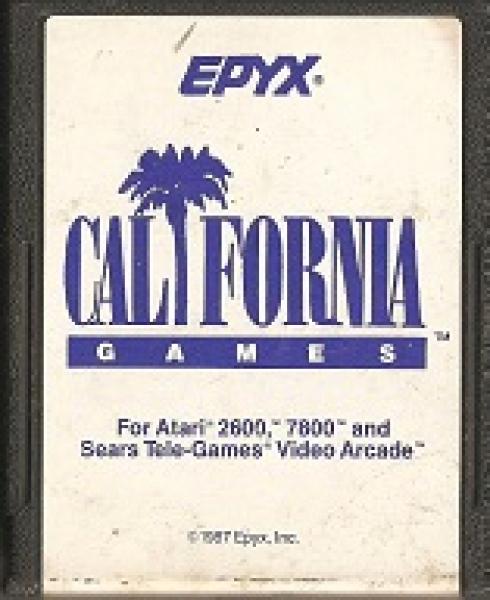 EPYX®
CALIFORNIA
GAMES™
For Atari® 2600,™ 7800™ and
Sears Tele-Games® Video Arcade™
©1987 Epyx, Inc.